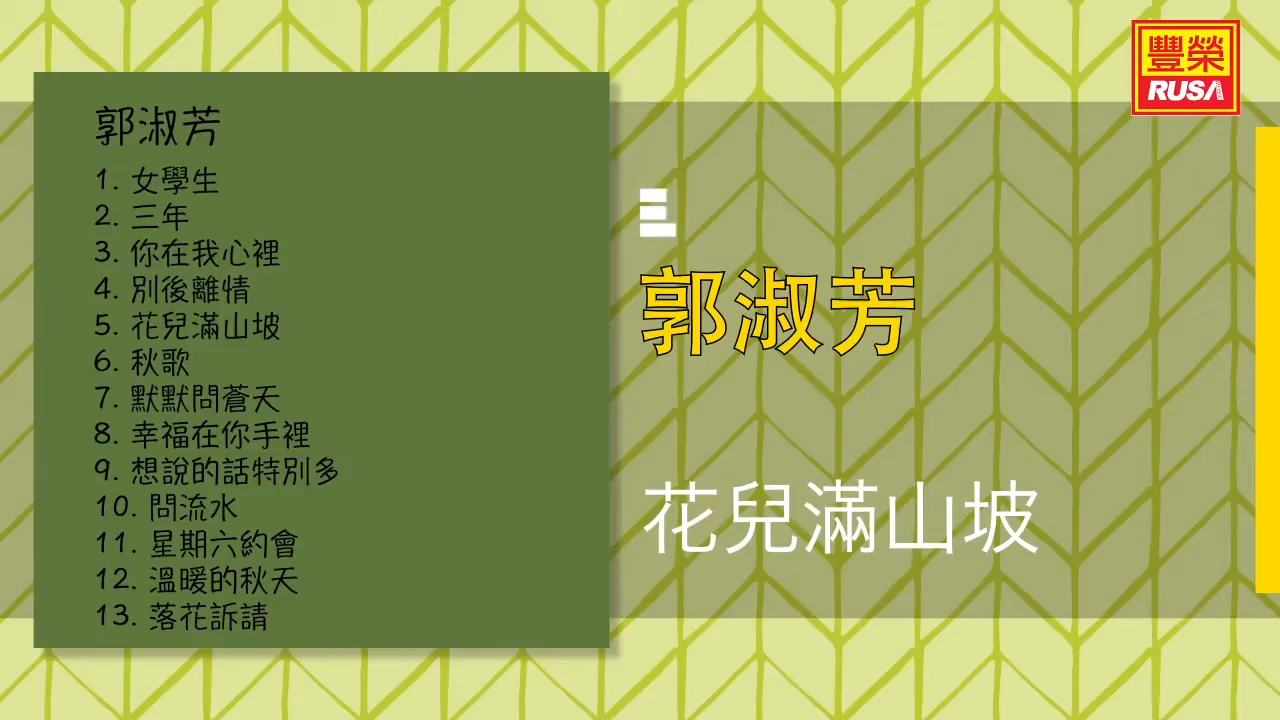 郭淑芳
1. 女學生
2. 三年
3. 你在我心裡
4. 別後離情
5. 花兒滿山坡
6. 秋歌
7. 默默問蒼天
8. 幸福在你手裡
9. 想說的話特別多
10. 問流水
11. 星期六約會
12. 溫暖的秋天
13. 落花訴請
豐榮
RUSA
郭淑芳
花兒滿山坡